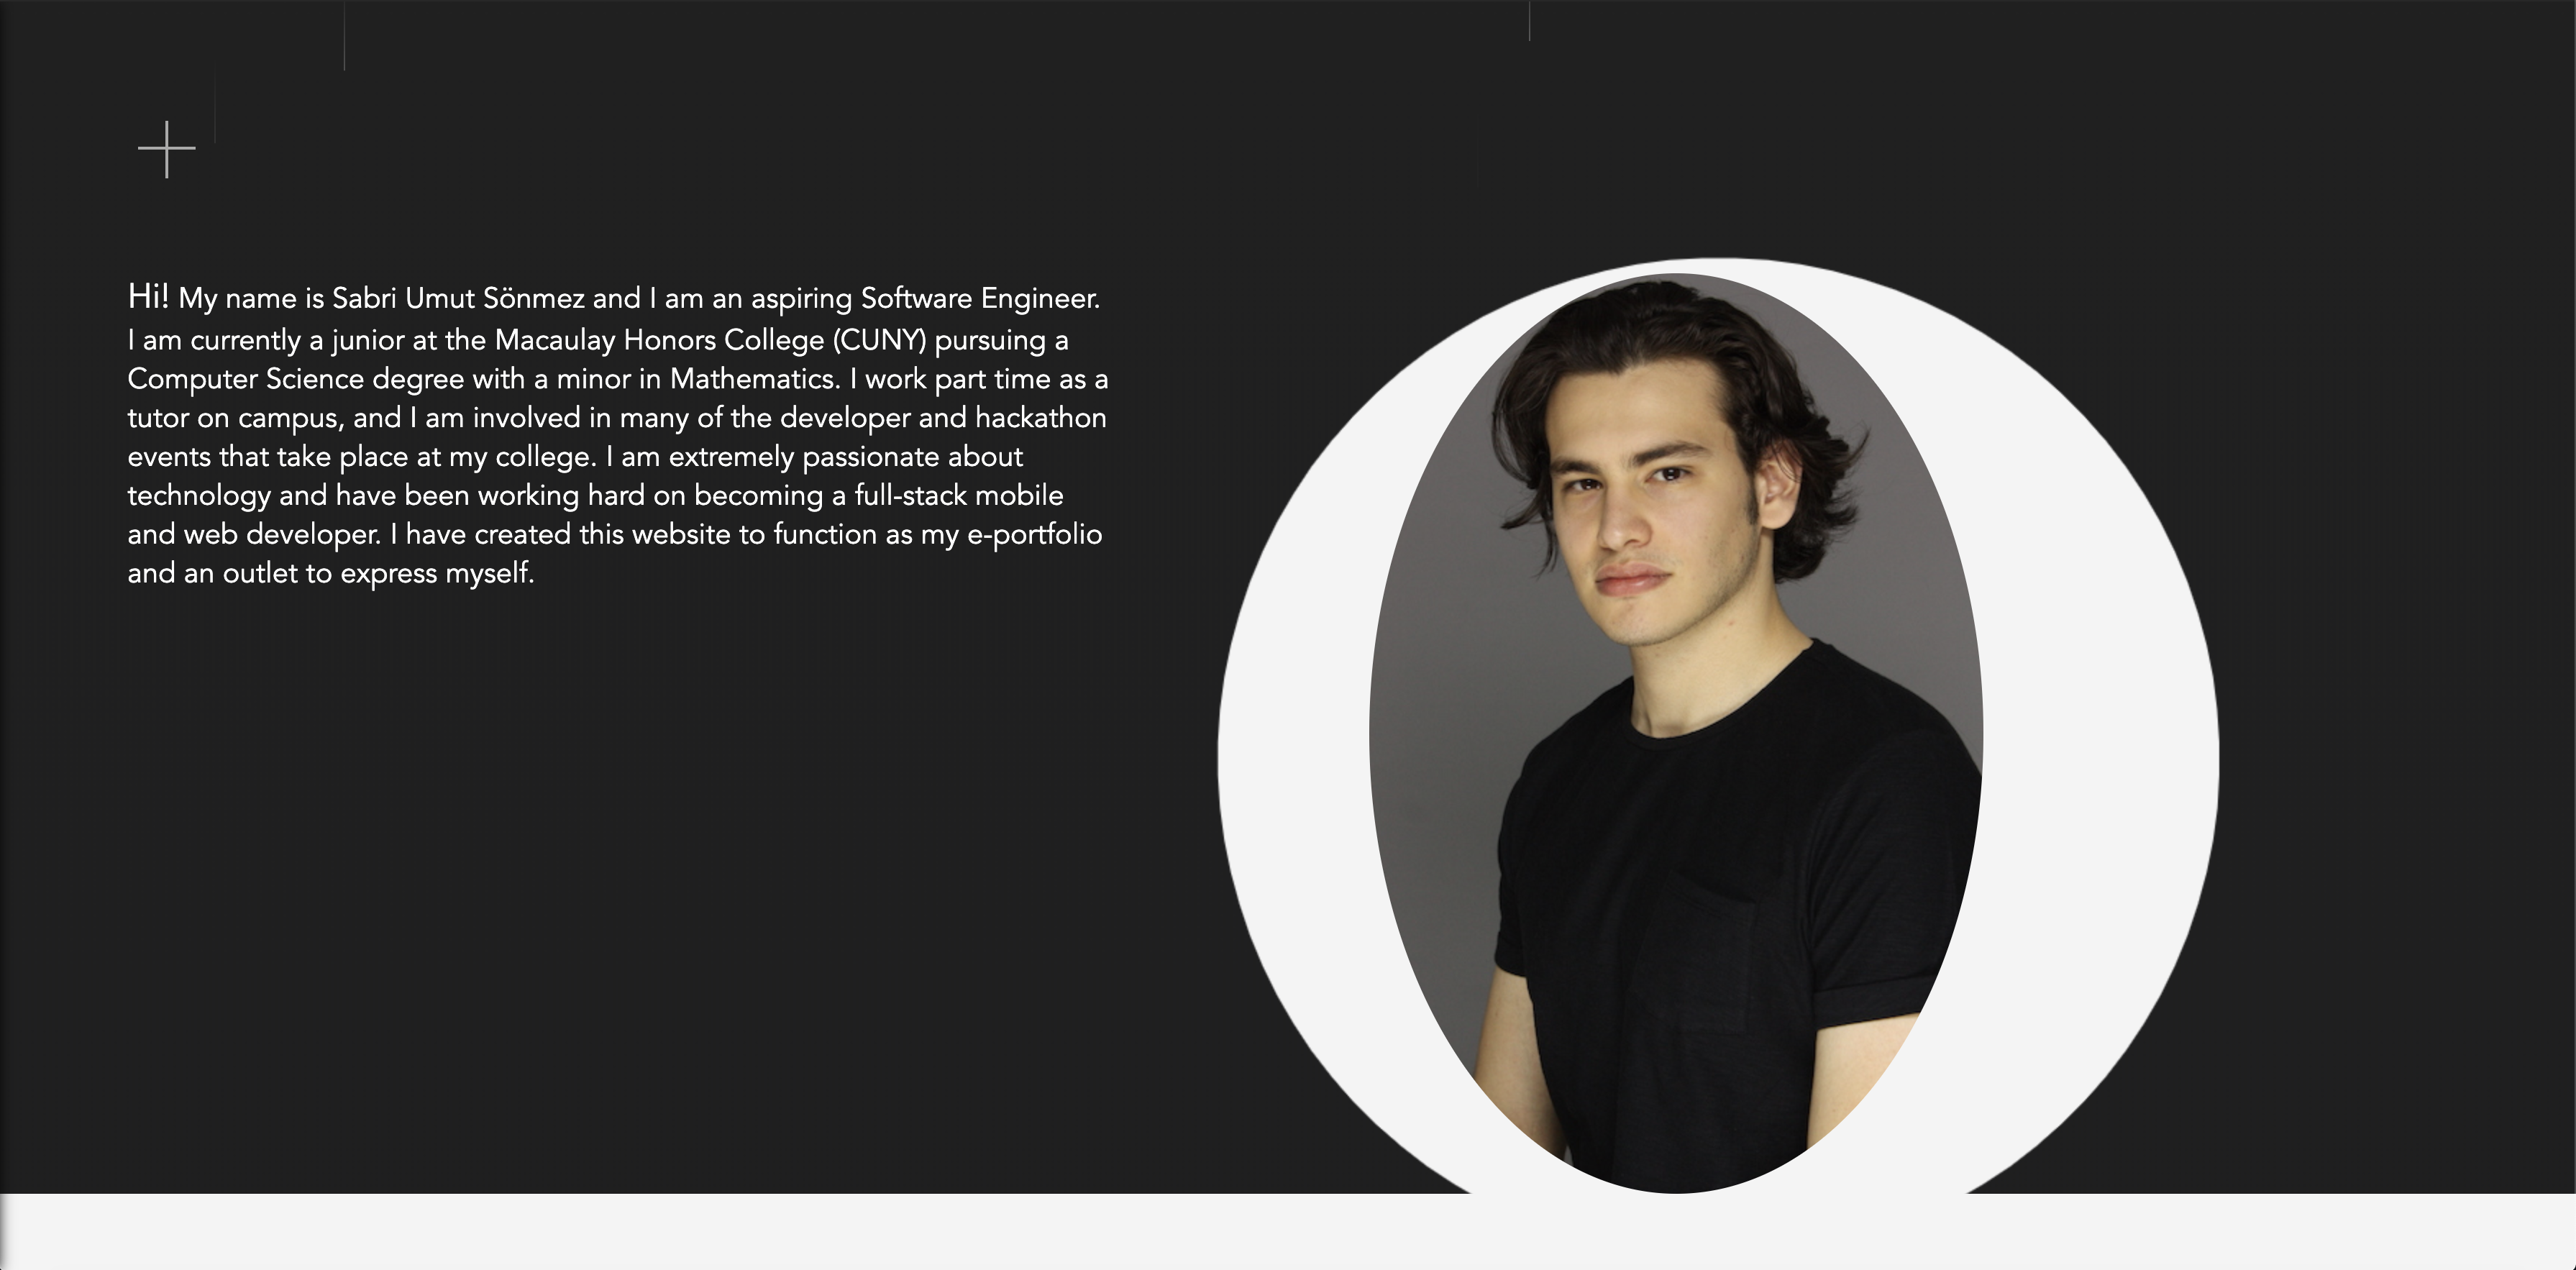 Hi! My name is Sabri Umut Sönmez and I am an aspiring Software Engineer.
I am currently a junior at the Macaulay Honors College (CUNY) pursuing a
Computer Science degree with a minor in Mathematics. I work part time as a
tutor on campus, and I am involved in many of the developer and hackathon
events that take place at my college. I am extremely passionate about
technology and have been working hard on becoming a full-stack mobile
and web developer. I have created this website to function as my e-portfolio
and an outlet to express myself.